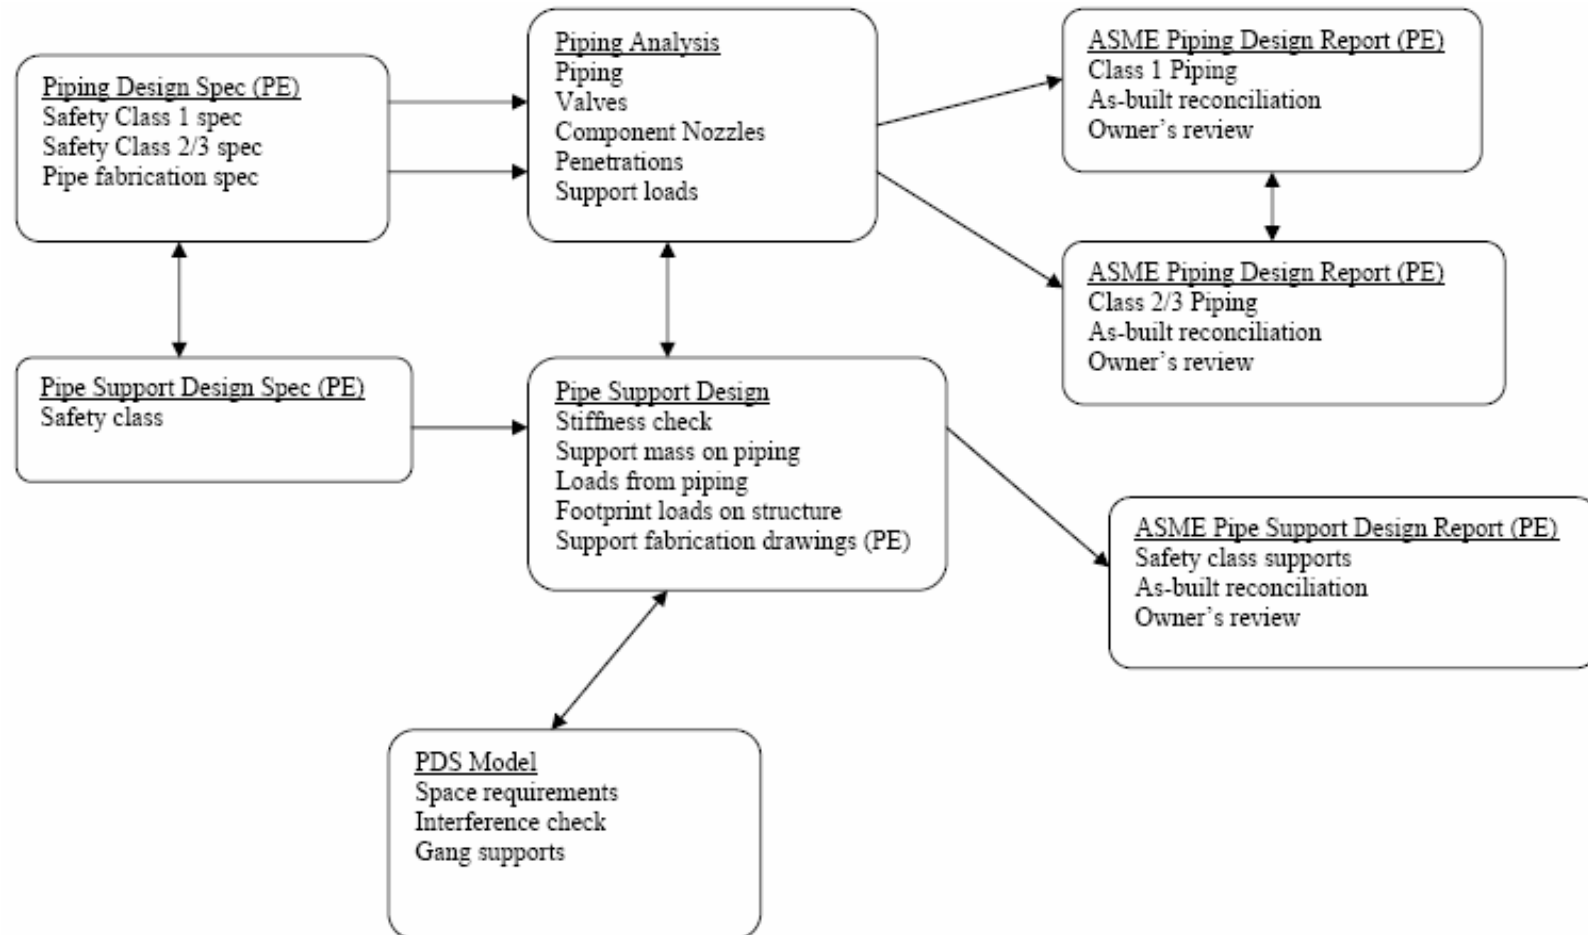 Piping Design Spec (PE)
Safety Class 1 spec
Safety Class 2/3 spec
Pipe fabrication spec
Piping Analysis
Piping
Valves
Component Nozzles
Penetrations
Support loads
ASME Piping Design Report (PE)
Class 1 Piping
As-built reconciliation
Owner's review
ASME Piping Design Report (PE)
Class 2/3 Piping
As-built reconciliation
Owner's review
Pipe Support Design Spec (PE)
Safety class
Pipe Support Design
Stiffness check
Support mass on piping
Loads from piping
Footprint loads on structure
Support fabrication drawings (PE)
ASME Pipe Support Design Report (PE)
Safety class supports
As-built reconciliation
Owner's review
PDS Model
Space requirements
Interference check
Gang supports